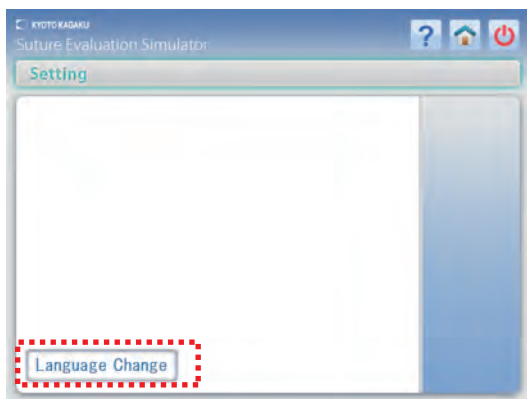 KYOTO KAGAKU
Suture Evaluation Simulator
?
Setting
Language Change